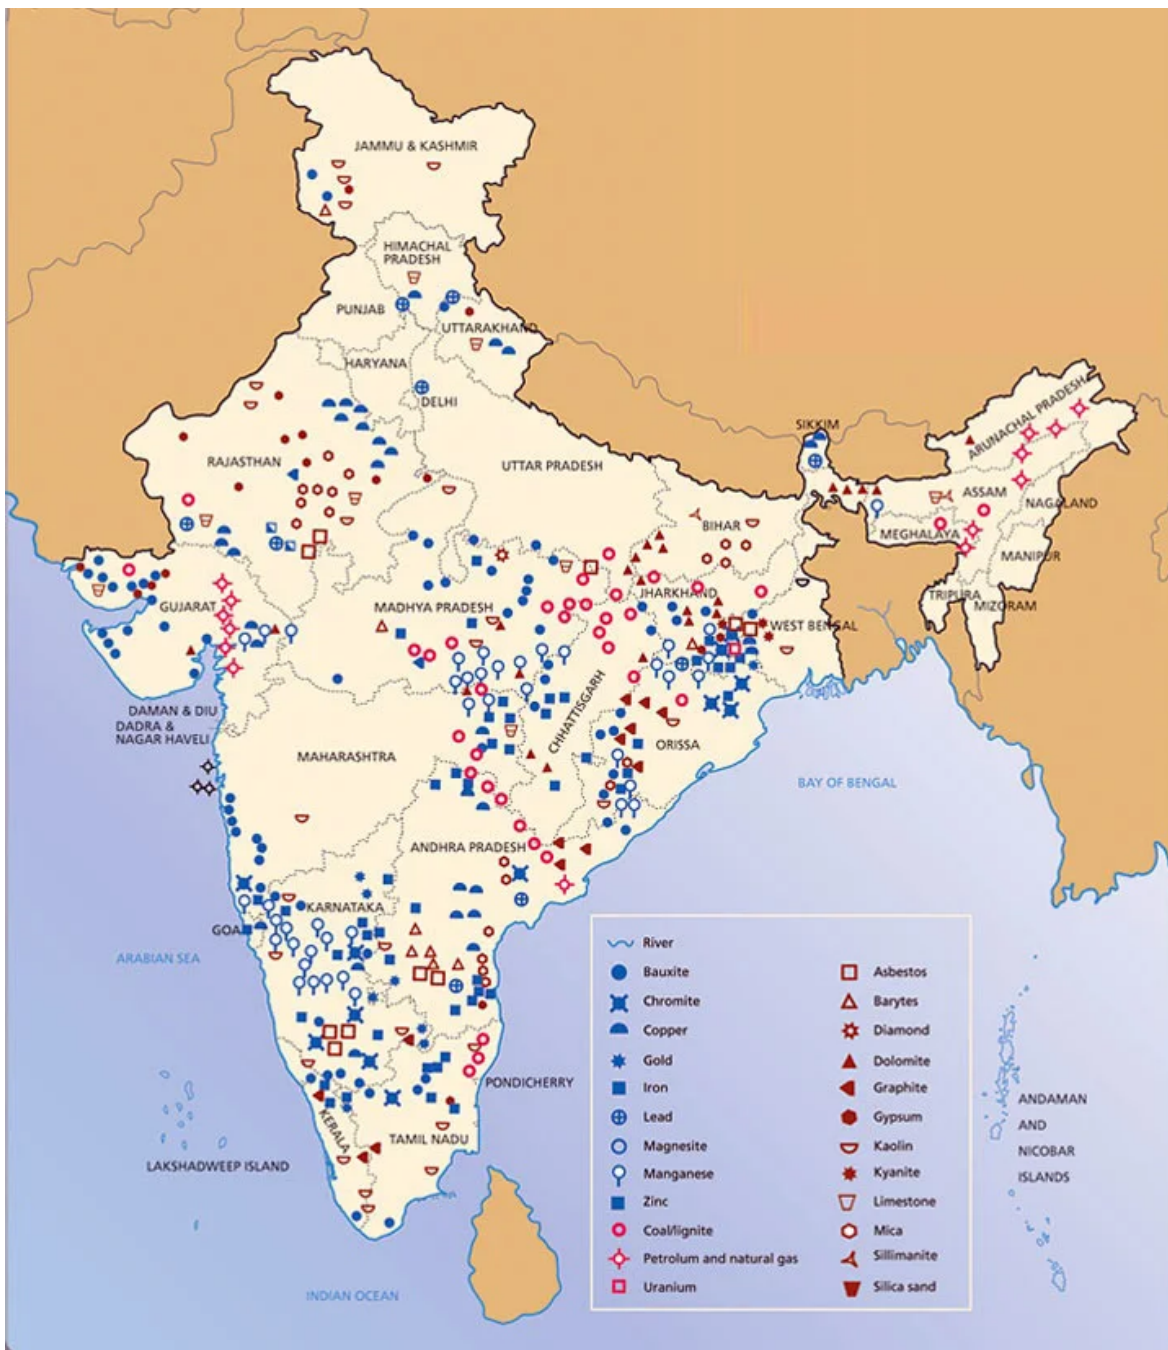 JAMMU & KASHMIR
HIMACHAL
PRADESH
PUNJAB
UTTARAKHAND
HARYANA
DELHI
ARUNACHAL PRADESH
SIKKIM
RAJASTHAN
UTTAR PRADESH
ASSAM
NAGALAND
BIHAR
MEGHALAYA
MANIPUR
JHARKHAND
TRIPURA
MIZORAM
GUJARAT
MADHYA PRADESH
WEST BENGAL
DAMAN & DIU
DADRA &
NAGAR HAVELI
CHHATTISGARH
ORISSA
MAHARASHTRA
BAY OF BENGAL
ANDHRA PRADESH
KARNATAKA
GOA
ARABIAN SEA
PONDICHERRY
KERALA
TAMIL NADU
LAKSHADWEEP ISLAND
INDIAN OCEAN
ANDAMAN
AND
NICOBAR
ISLANDS
River
Bauxite
Chromite
Copper
Gold
Iron
Lead
Magnesite
Manganese
Zinc
Coal/lignite
Petrolum and natural gas
Uranium
Asbestos
Barytes
Diamond
Dolomite
Graphite
Gypsum
Kaolin
Kyanite
Limestone
Mica
Sillimanite
Silica sand